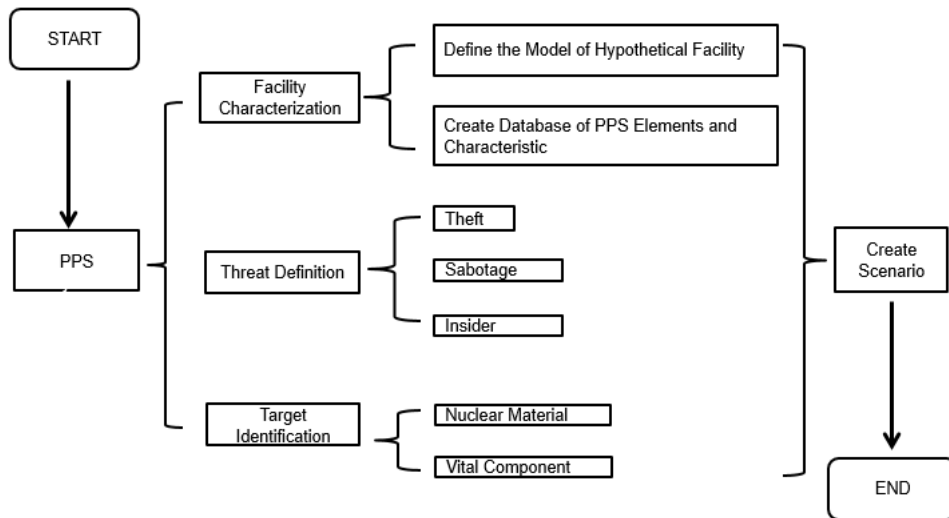 START
PPS
Facility
Characterization
Define the Model of Hypothetical Facility
Create Database of PPS Elements and
Characteristic
Threat Definition
Theft
Sabotage
Insider
Target
Identification
Nuclear Material
Vital Component
Create
Scenario
END